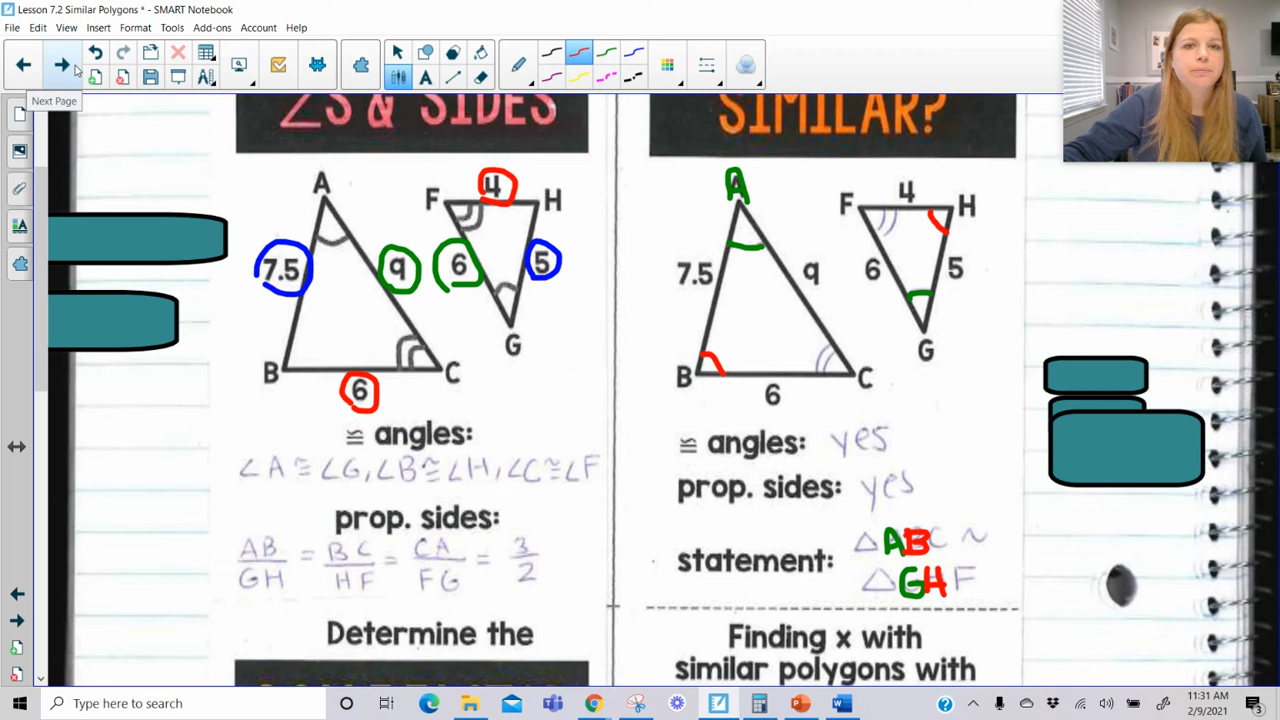 Lesson 7.2 Similar Polygons * - SMART Notebook
File Edit View Insert Format Tools Add-ons Account Help
Next Page
∠S & SIDES
A
F 4 H
7.5 9 6 5
G
B C
6
≅ angles:
∠A ≅ ∠G, ∠B ≅ ∠H, ∠C ≅ ∠F
prop. sides:
AB/GH = BC/HF = CA/FG = 3/2
Determine the
SIMILAR?
A
F 4 H
7.5 9 6 5
G
B C
6
≅ angles: yes
prop. sides: yes
statement: △ABC ~
△GHF
Finding x with
similar polygons with
Type here to search
11:31 AM
2/9/2021
3